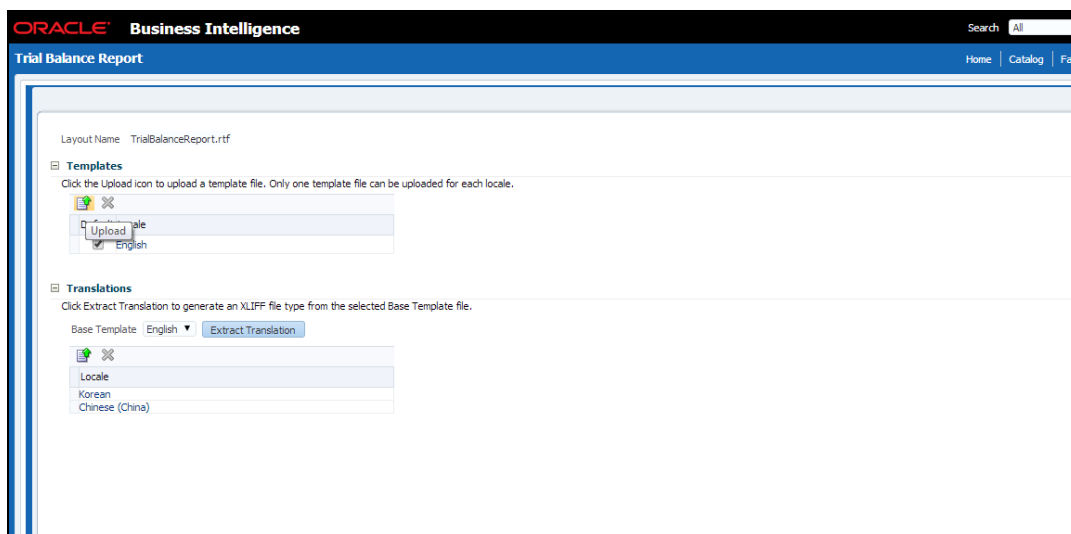 ORACLE Business Intelligence Search All
Trial Balance Report Home Catalog Fa
Layout Name TrialBalanceReport.rtf
Templates
Click the Upload icon to upload a template file. Only one template file can be uploaded for each locale.
Upload
English
Translations
Click Extract Translation to generate an XLIFF file type from the selected Base Template file.
Base Template English Extract Translation
Locale
Korean
Chinese (China)